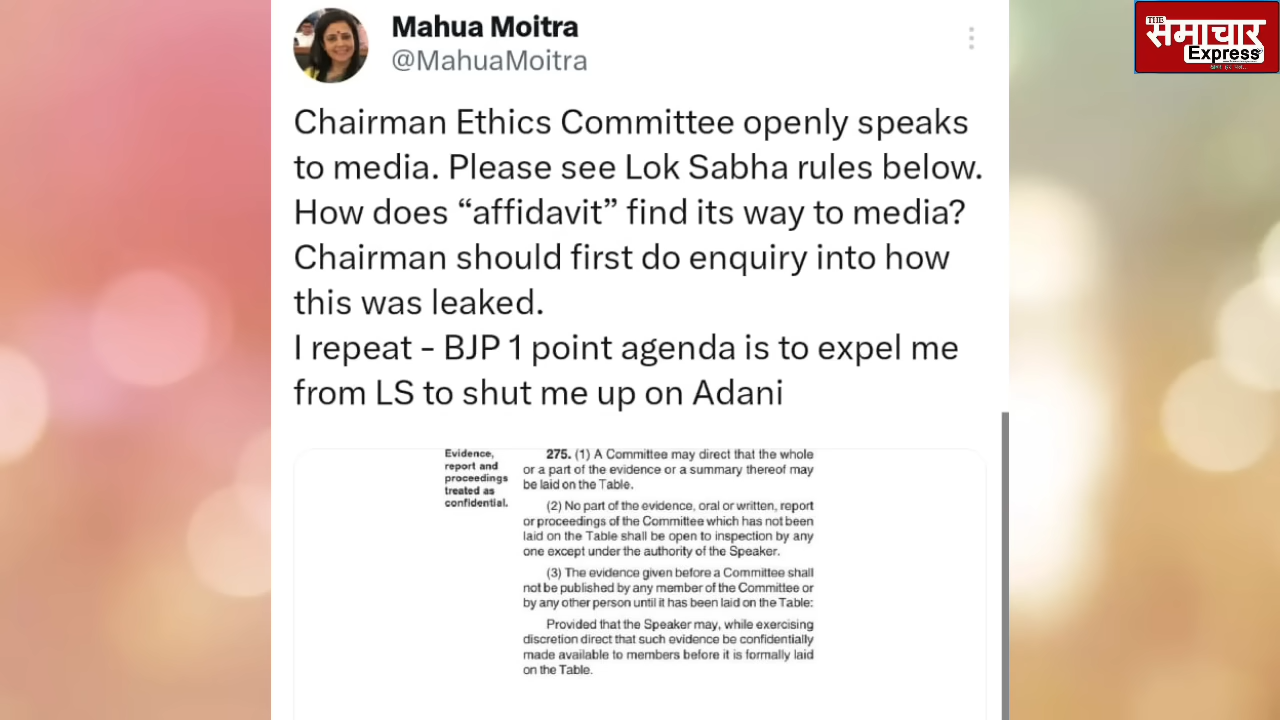 Mahua Moitra
@MahuaMoitra
THE
समाचार
Express
Chairman Ethics Committee openly speaks
to media. Please see Lok Sabha rules below.
How does “affidavit” find its way to media?
Chairman should first do enquiry into how
this was leaked.
I repeat - BJP 1 point agenda is to expel me
from LS to shut me up on Adani
Evidence,
report and
proceedings
treated as
confidential.
275. (1) A Committee may direct that the whole
or a part of the evidence or a summary thereof may
be laid on the Table.
(2) No part of the evidence, oral or written, report
or proceedings of the Committee which has not been
laid on the Table shall be open to inspection by any
one except under the authority of the Speaker.
(3) The evidence given before a Committee shall
not be published by any member of the Committee or
by any other person until it has been laid on the Table:
Provided that the Speaker may, while exercising
discretion direct that such evidence be confidentially
made available to members before it is formally laid
on the Table.